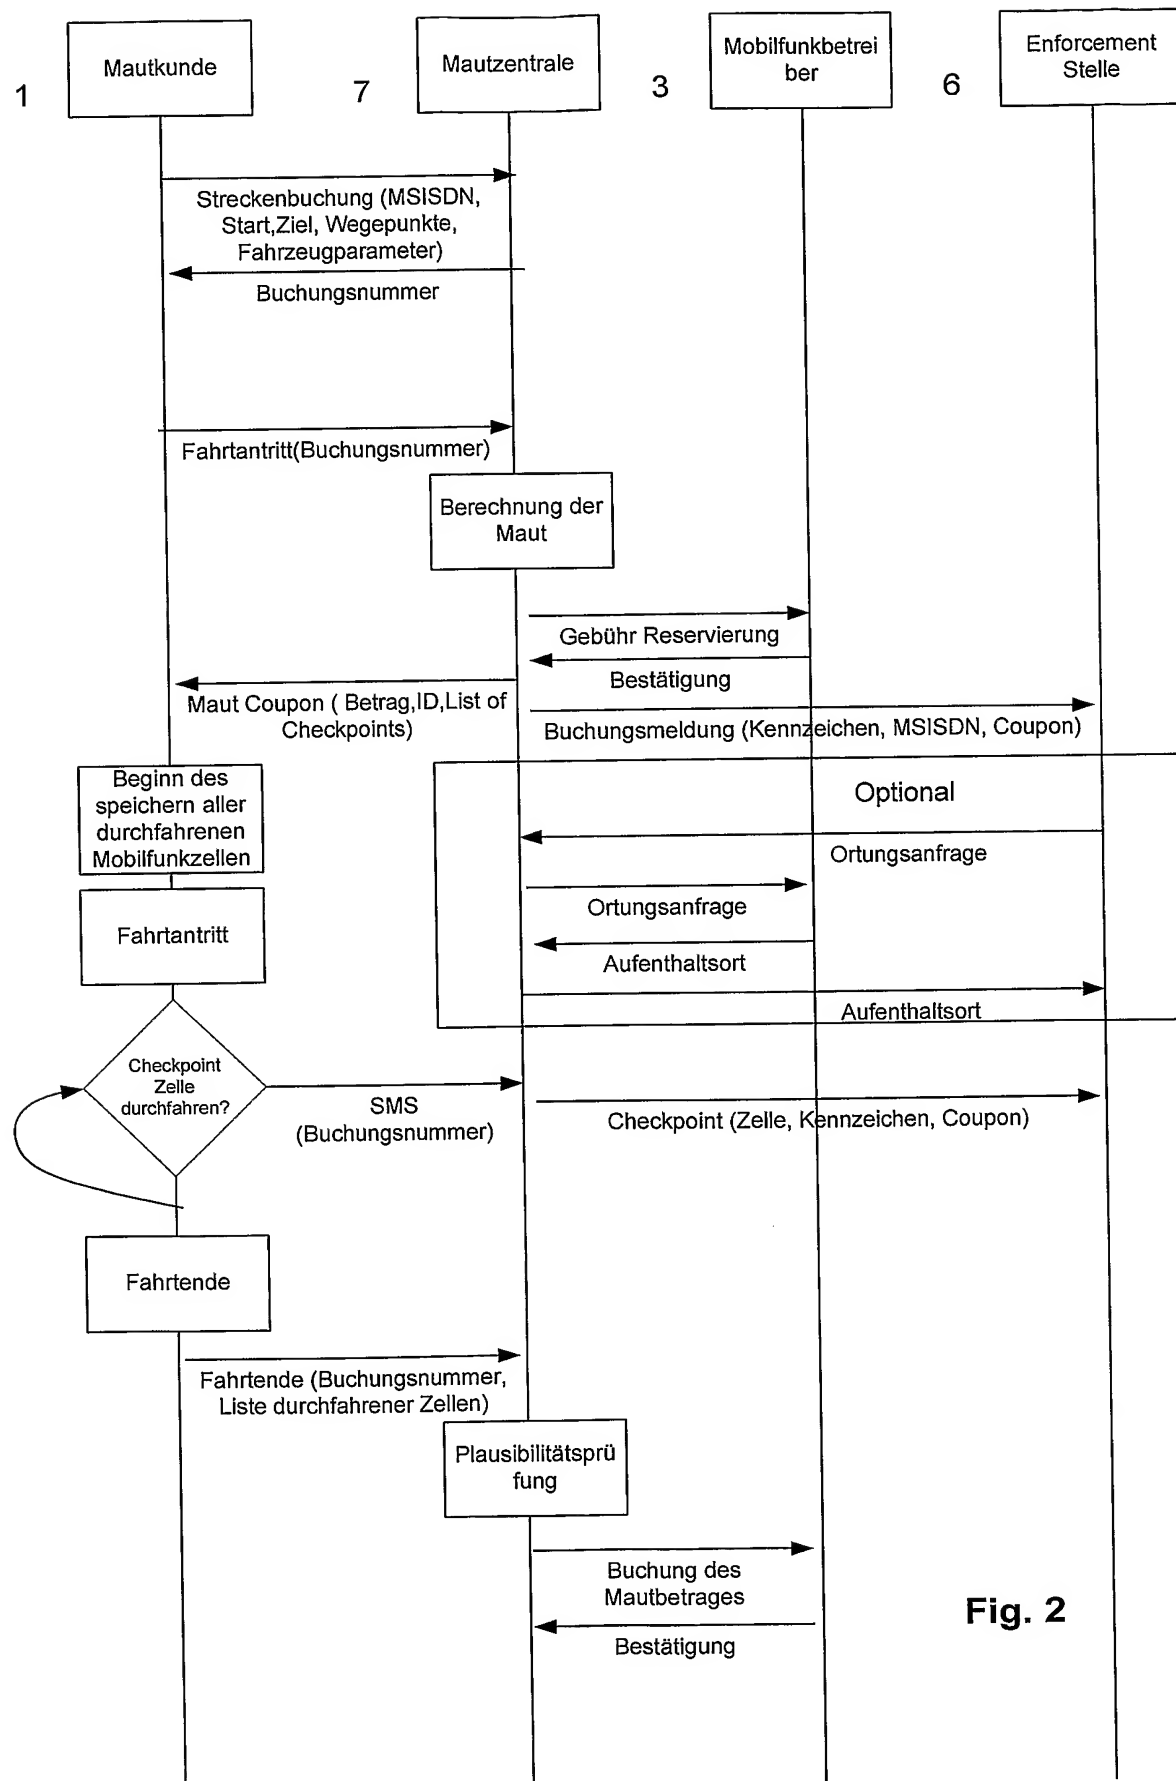 1
Mautkunde
7
Mautzentrale
3
Mobilfunkbetrei
ber
6
Enforcement
Stelle
Streckenbuchung (MSISDN,
Start,Ziel, Wegepunkte,
Fahrzeugparameter)
Buchungsnummer
Fahrtantritt(Buchungsnummer)
Berechnung der
Maut
Gebühr Reservierung
Bestätigung
Maut Coupon ( Betrag,ID,List of
Checkpoints)
Buchungsmeldung (Kennzeichen, MSISDN, Coupon)
Beginn des
speichern aller
durchfahrenen
Mobilfunkzellen
Optional
Ortungsanfrage
Ortungsanfrage
Fahrtantritt
Aufenthaltsort
Aufenthaltsort
Checkpoint
Zelle
durchfahren?
SMS
(Buchungsnummer)
Checkpoint (Zelle, Kennzeichen, Coupon)
Fahrtende
Fahrtende (Buchungsnummer,
Liste durchfahrener Zellen)
Plausibilitätsprü
fung
Buchung des
Mautbetrages
Bestätigung
Fig. 2